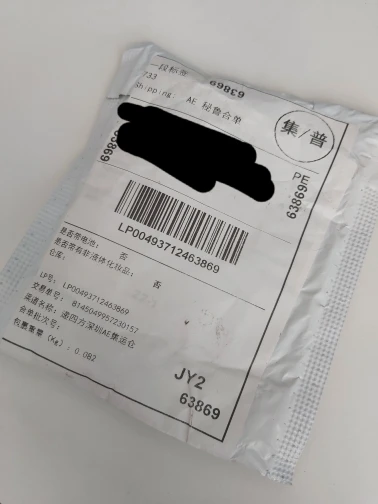 一段标签
63869
733
Shipping: AE 秘鲁合单
集/普
63869
PE
63869
LP00493712463869
是否带电池: 否
是否带有非液体化妆品: 否
仓库:
LP号: LP00493712463869
交易单号: 8145049957230157
渠道名称: 递四方深圳AE集运仓
合单批次号:
包裹重量 (Kg): 0.082
JY2
63869